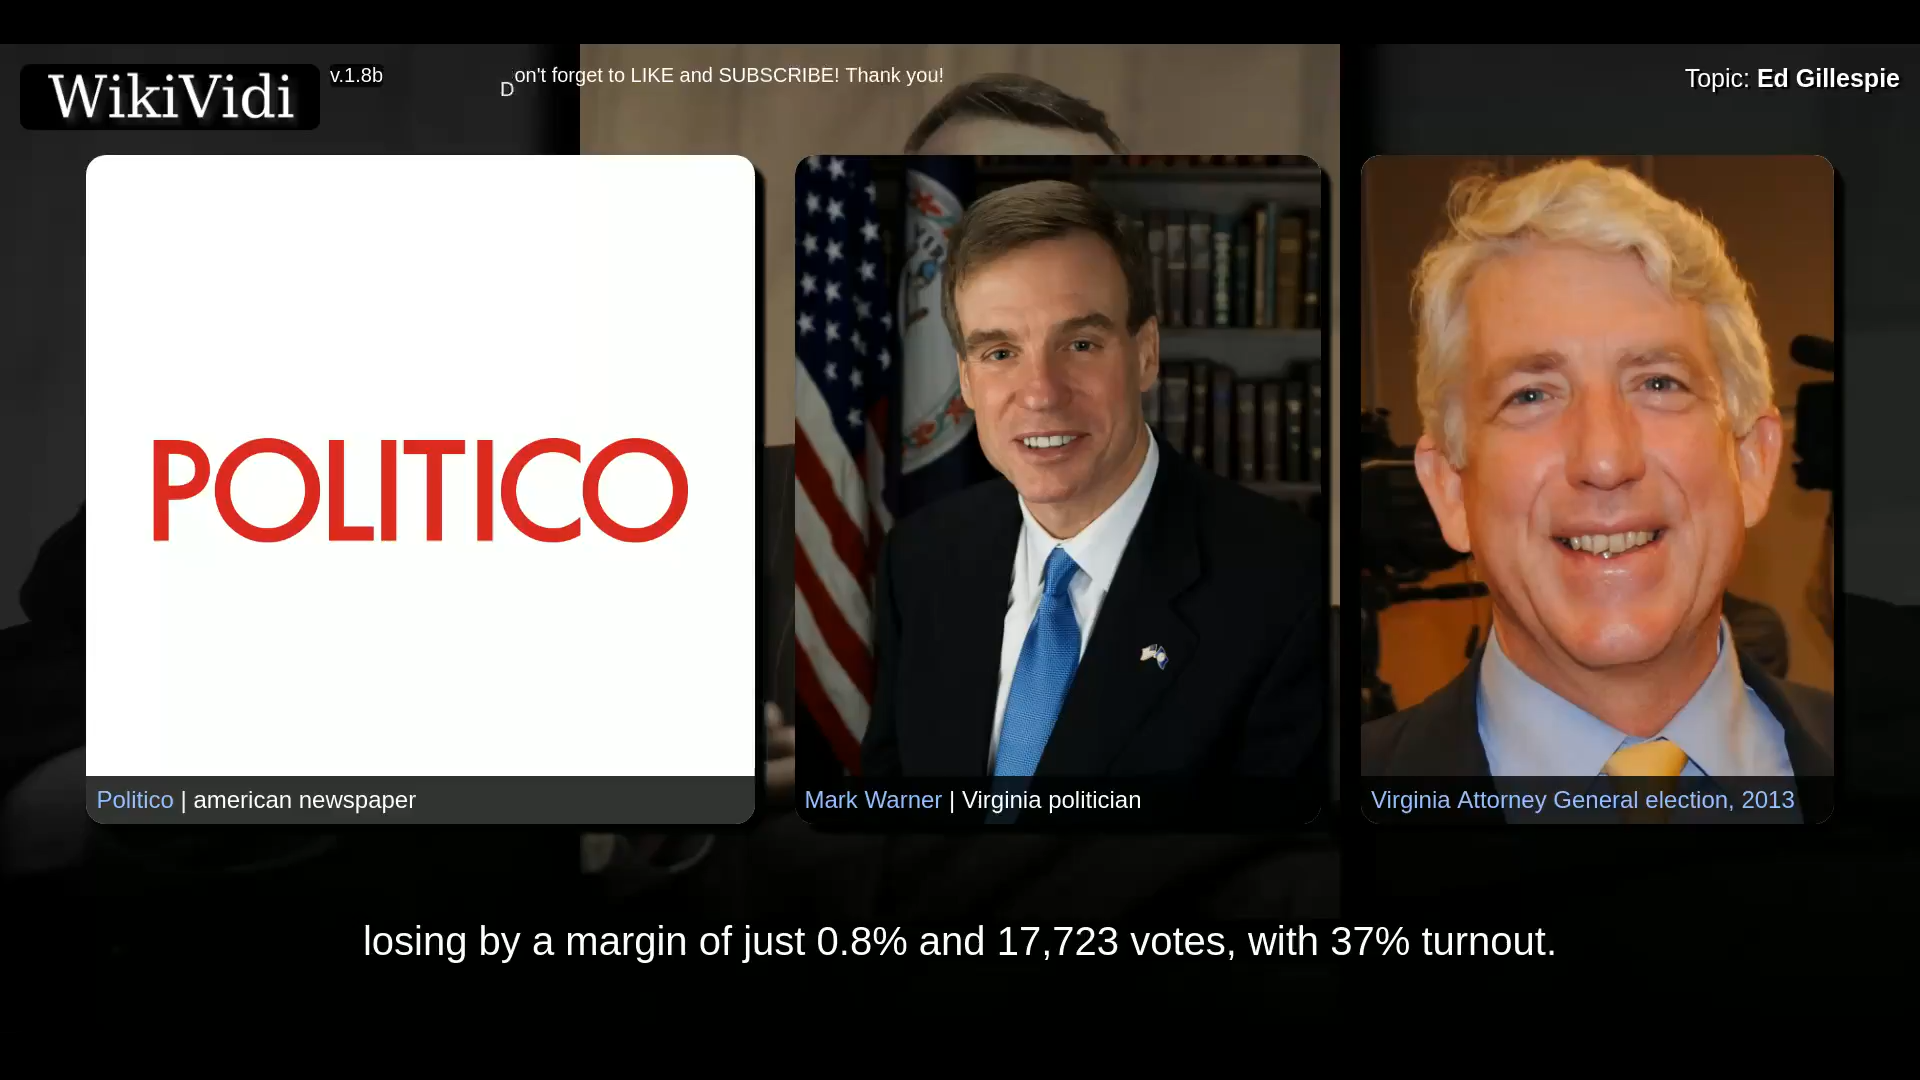 WikiVidi
v.1.8b
Don't forget to LIKE and SUBSCRIBE! Thank you!
Topic: Ed Gillespie
POLITICO
Politico | american newspaper
Mark Warner | Virginia politician
Virginia Attorney General election, 2013
losing by a margin of just 0.8% and 17,723 votes, with 37% turnout.